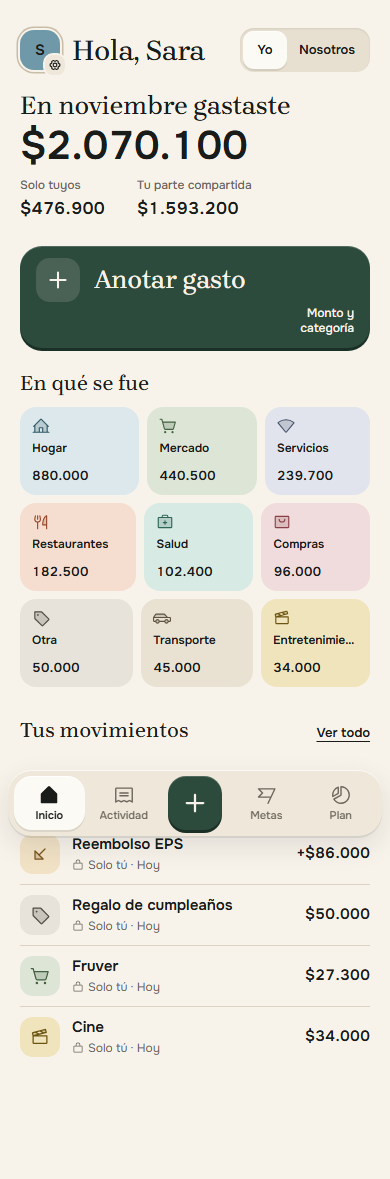 S
Hola, Sara
Yo
Nosotros
En noviembre gastaste
$2.070.100
Solo tuyos
Tu parte compartida
$476.900
$1.593.200
Anotar gasto
Monto y
categoría
En qué se fue
Hogar
880.000
Mercado
440.500
Servicios
239.700
Restaurantes
182.500
Salud
102.400
Compras
96.000
Otra
50.000
Transporte
45.000
Entretenimie...
34.000
Tus movimientos
Ver todo
Inicio
Actividad
Metas
Plan
Reembolso EPS
Solo tú · Hoy
+$86.000
Regalo de cumpleaños
Solo tú · Hoy
$50.000
Fruver
Solo tú · Hoy
$27.300
Cine
Solo tú · Hoy
$34.000